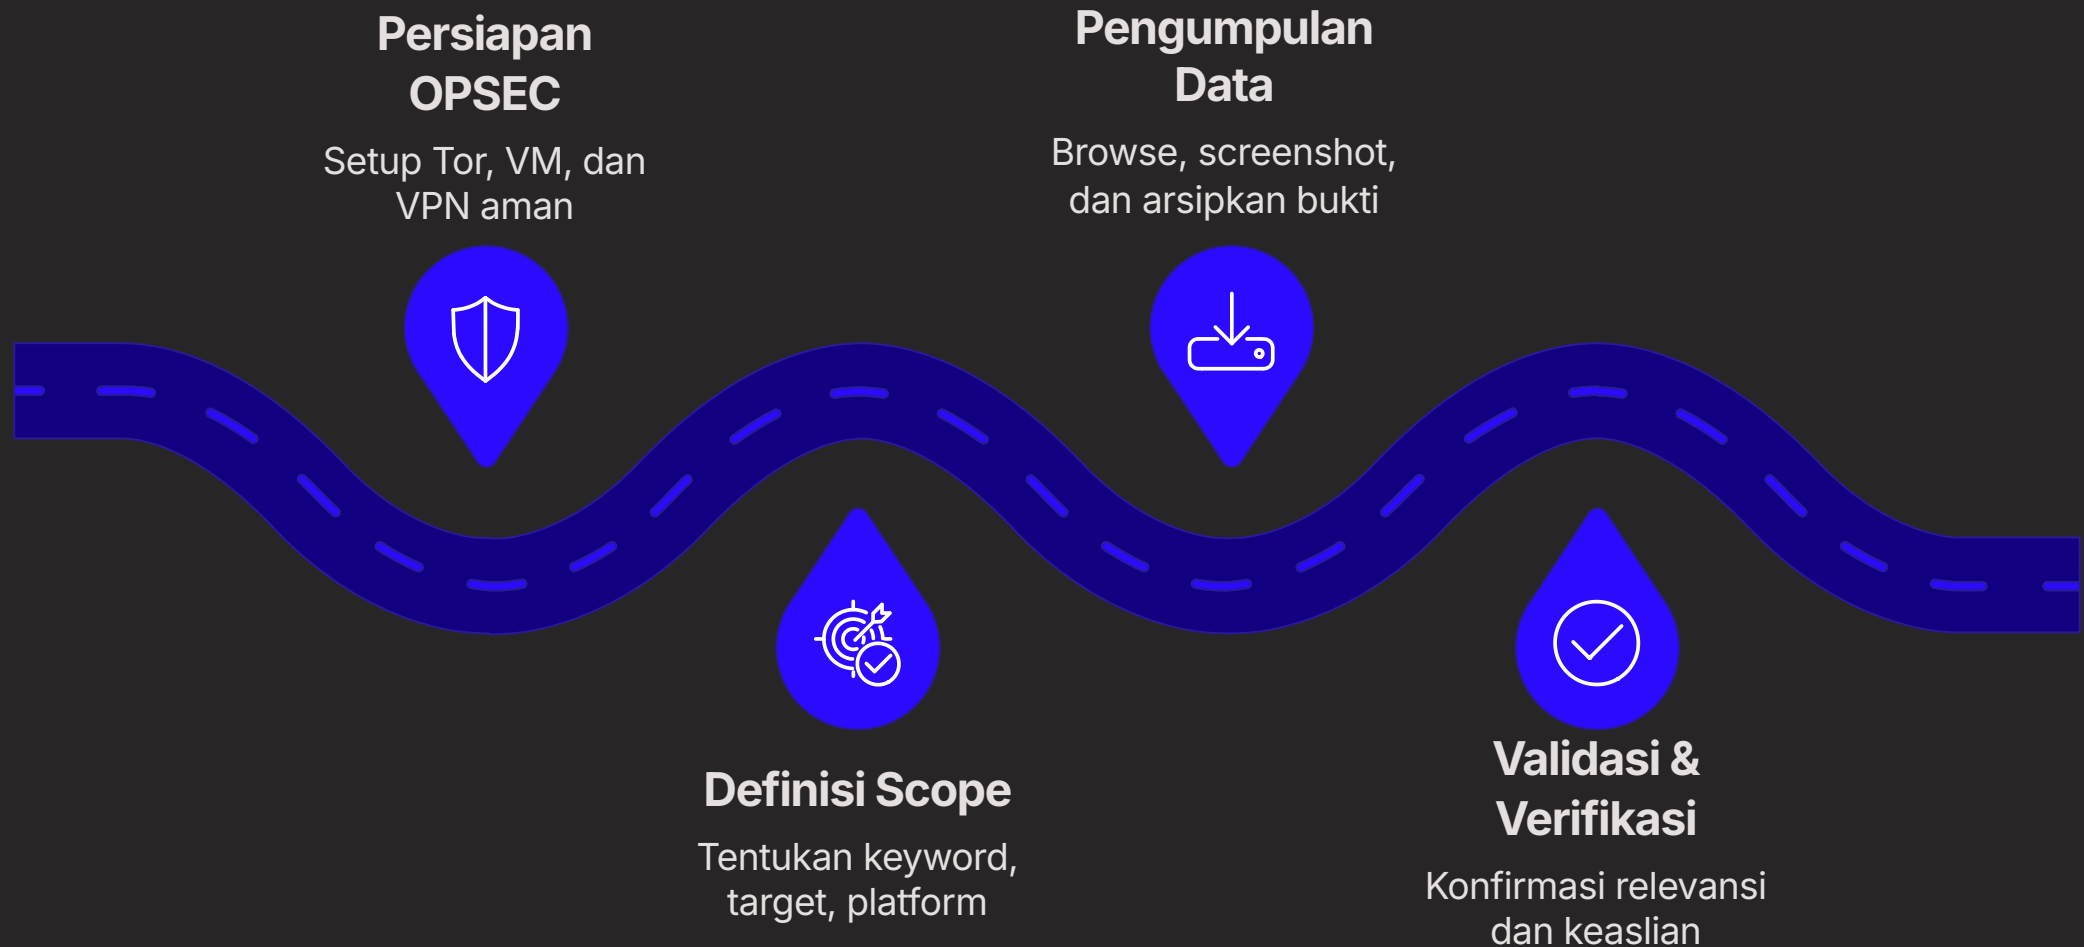 Persiapan
OPSEC
Setup Tor, VM, dan
VPN aman
Definisi Scope
Tentukan keyword,
target, platform
Pengumpulan
Data
Browse, screenshot,
dan arsipkan bukti
Validasi &
Verifikasi
Konfirmasi relevansi
dan keaslian